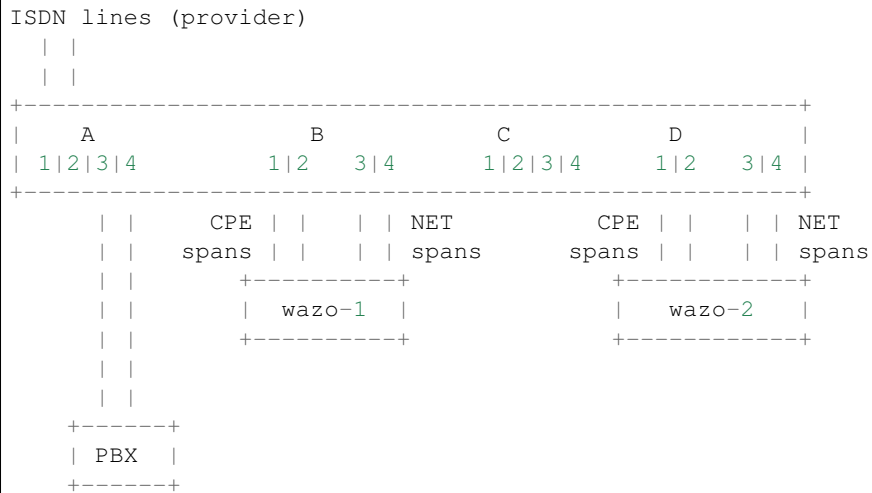 ISDN lines (provider)
| |
| |
+------------------------------------------------------+
| A B C D |
| 1|2|3|4 1|2 3|4 1|2|3|4 1|2 3|4 |
+------------------------------------------------------+
| | CPE | | | | NET CPE | | | | NET
| | spans | | | | spans spans | | | | spans
| | +----------+ +------------+
| | | wazo-1 | | wazo-2 |
| | +----------+ +------------+
| |
| |
+------+
| PBX |
+------+